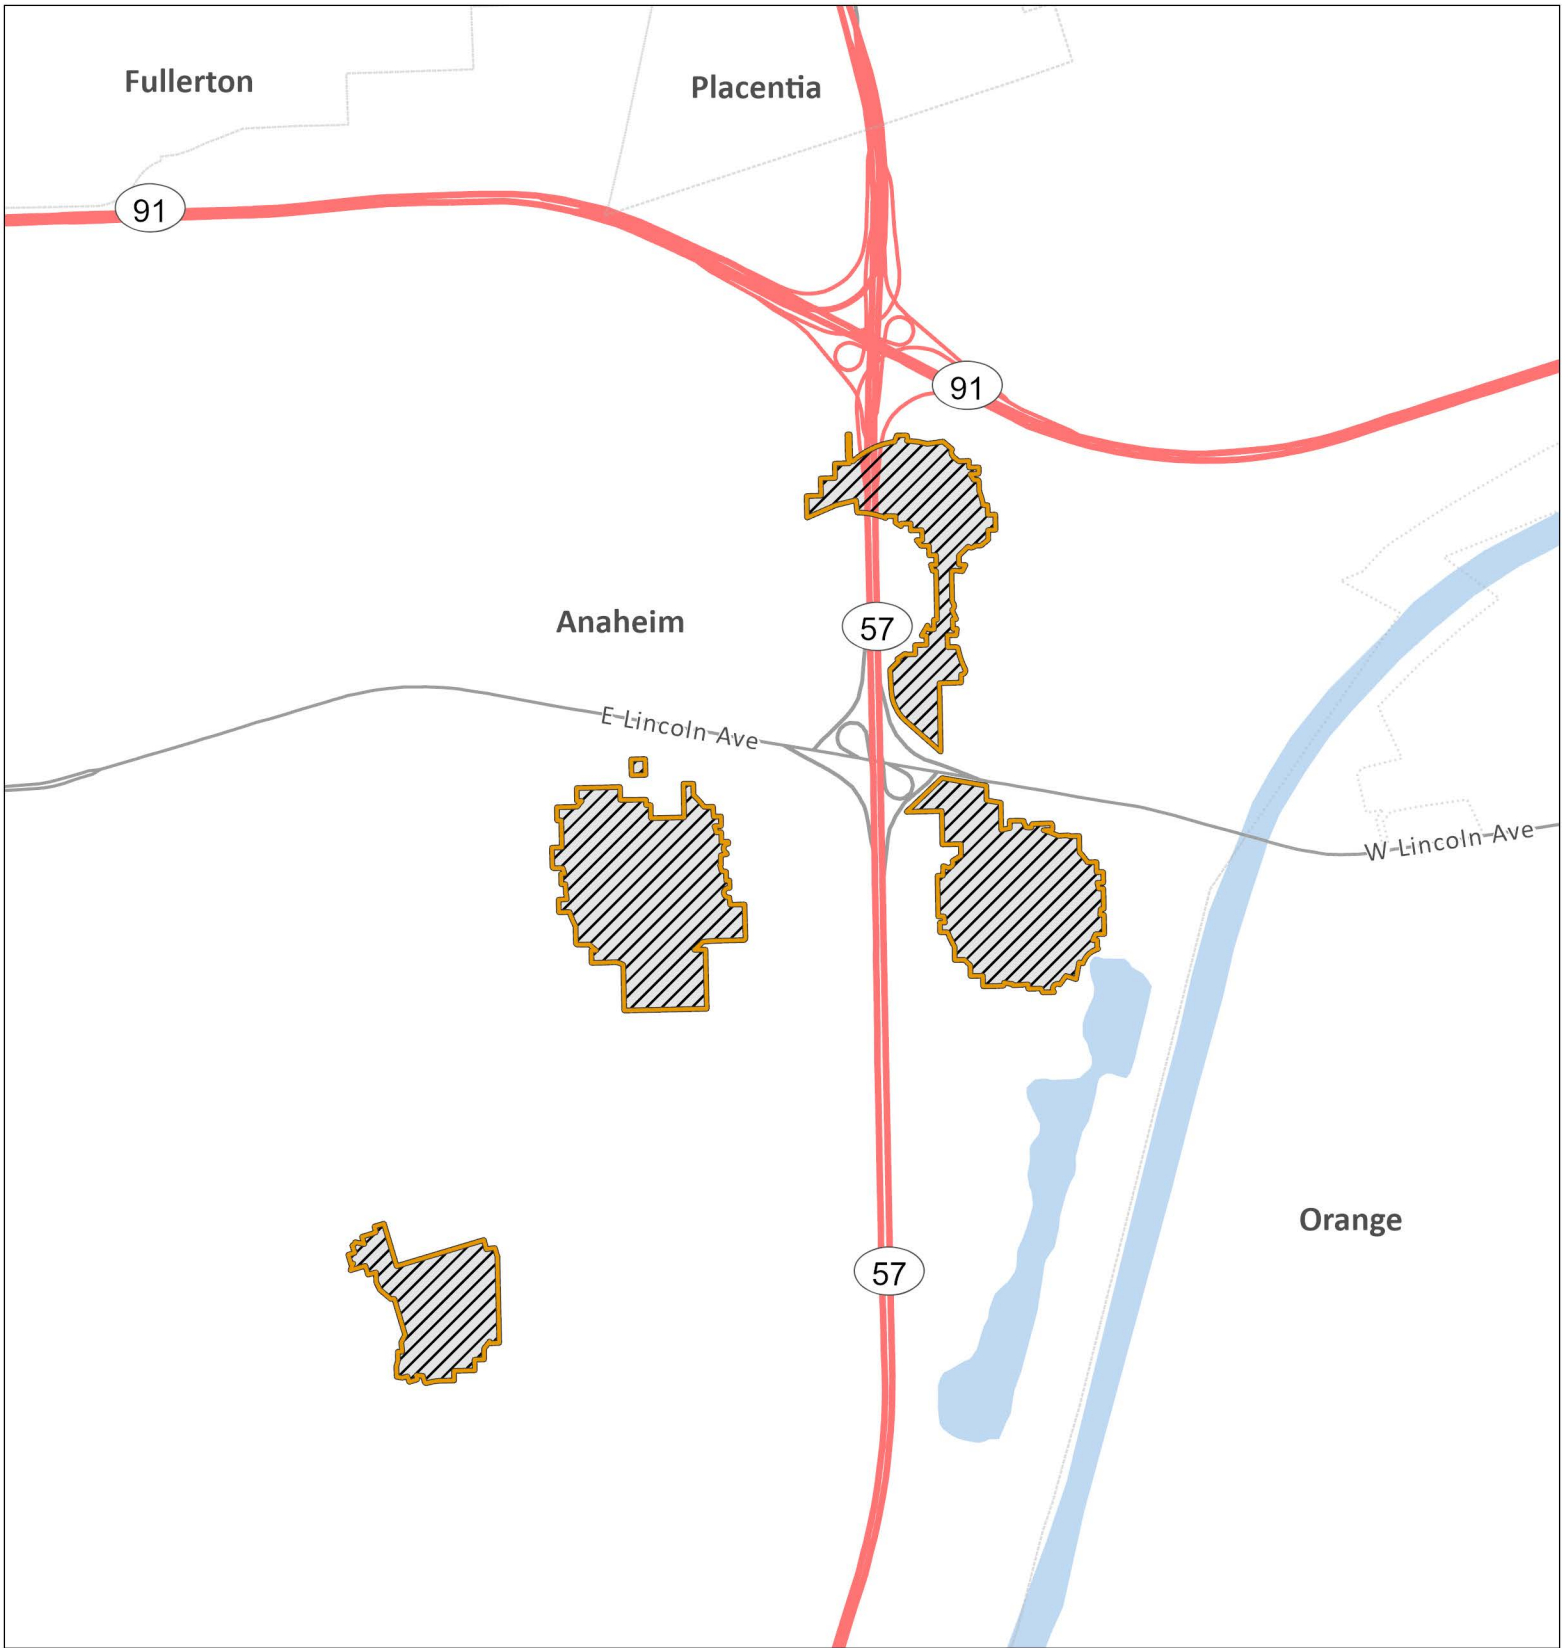 Fullerton
Placentia
91
91
Anaheim
57
E Lincoln Ave
W Lincoln Ave
Orange
57